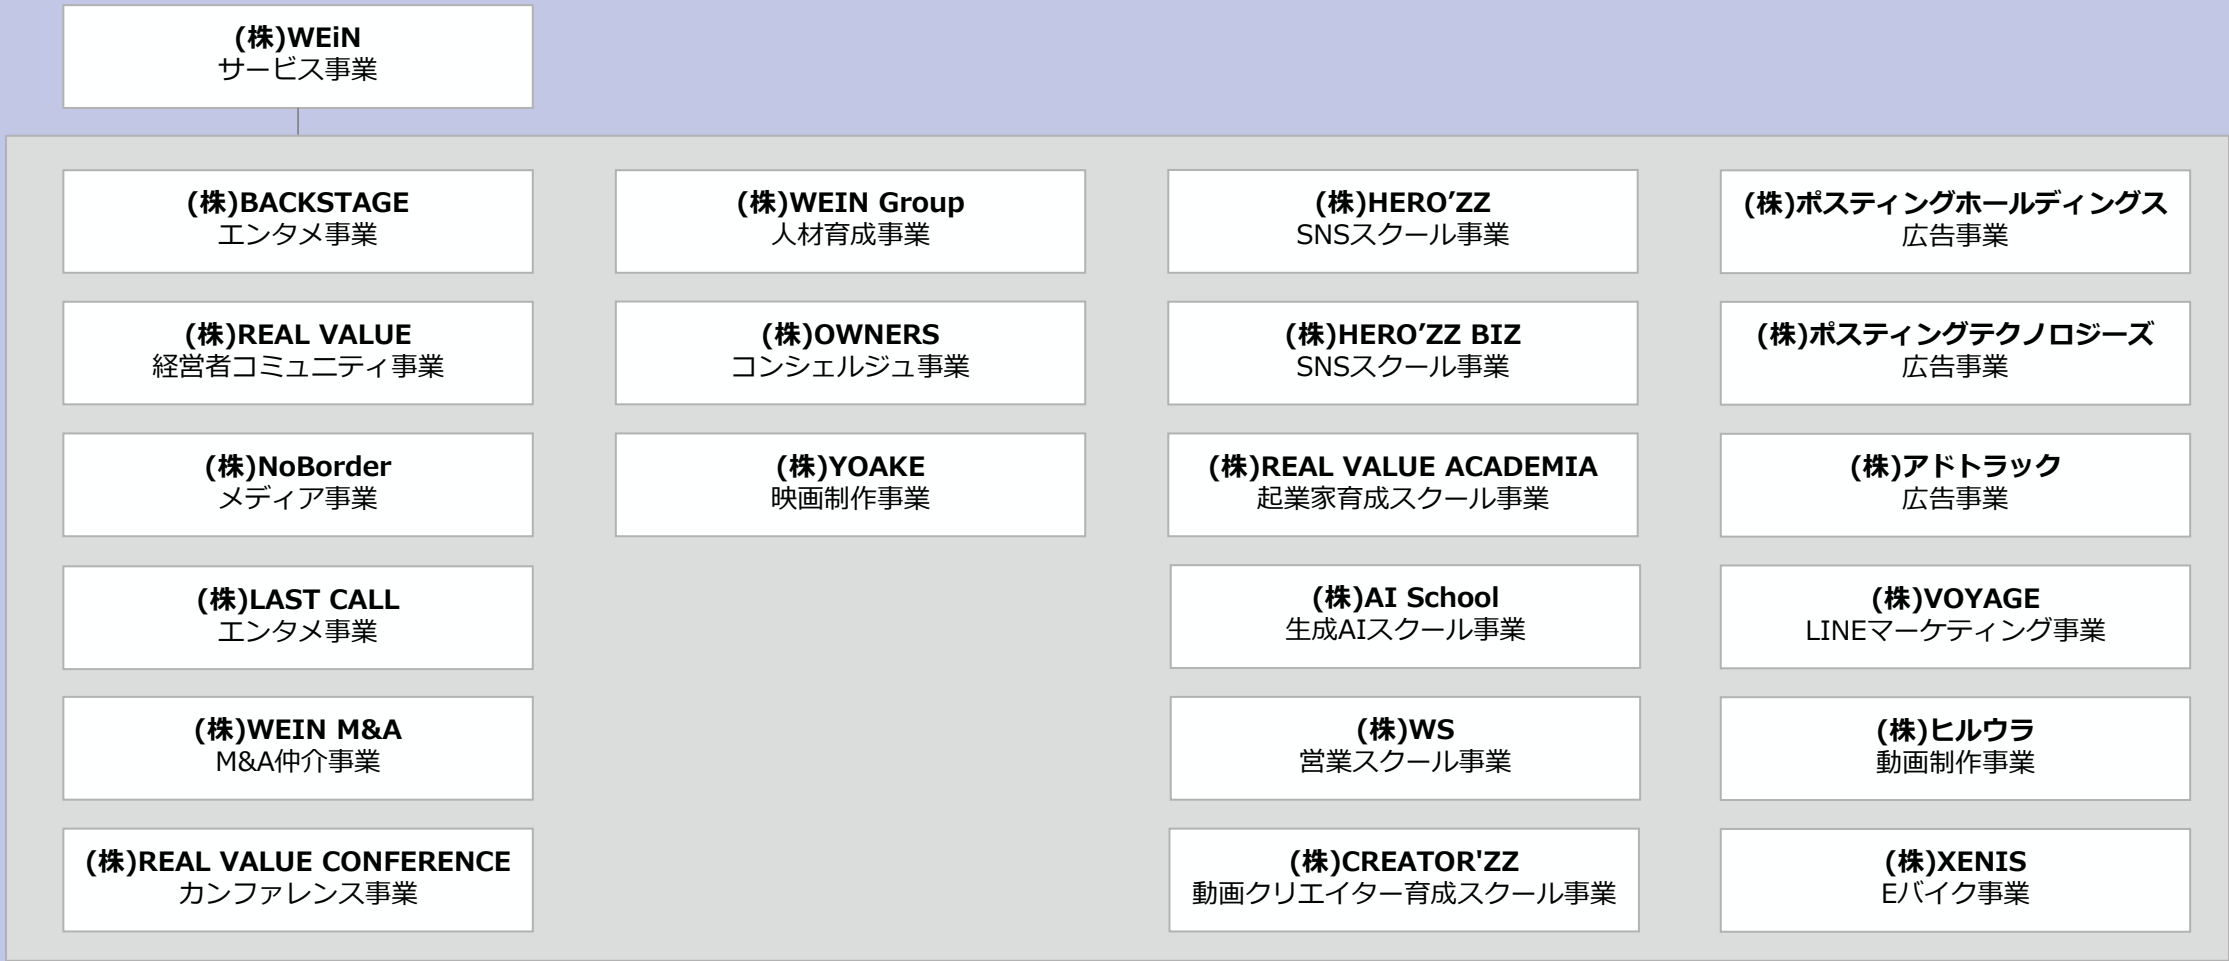 (株)WEiN
サービス事業
(株)BACKSTAGE
エンタメ事業
(株)REAL VALUE
経営者コミュニティ事業
(株)NoBorder
メディア事業
(株)LAST CALL
エンタメ事業
(株)WEIN M&A
M&A仲介事業
(株)REAL VALUE CONFERENCE
カンファレンス事業
(株)WEIN Group
人材育成事業
(株)OWNERS
コンシェルジュ事業
(株)YOAKE
映画制作事業
(株)HERO’ZZ
SNSスクール事業
(株)HERO’ZZ BIZ
SNSスクール事業
(株)REAL VALUE ACADEMIA
起業家育成スクール事業
(株)AI School
生成AIスクール事業
(株)WS
営業スクール事業
(株)CREATOR'ZZ
動画クリエイター育成スクール事業
(株)ポスティングホールディングス
広告事業
(株)ポスティングテクノロジーズ
広告事業
(株)アドトラック
広告事業
(株)VOYAGE
LINEマーケティング事業
(株)ヒルウラ
動画制作事業
(株)XENIS
Eバイク事業